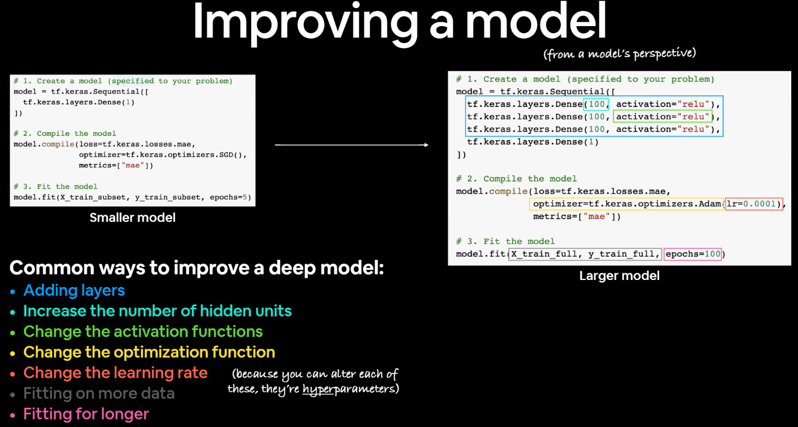 Improving a model
(from a model's perspective)
# 1. Create a model (specified to your problem)
model = tf.keras.Sequential([
  tf.keras.layers.Dense(1)
])
# 2. Compile the model
model.compile(loss=tf.keras.losses.mae,
              optimizer=tf.keras.optimizers.SGD(),
              metrics=["mae"])
# 3. Fit the model
model.fit(X_train_subset, y_train_subset, epochs=5)
Smaller model
# 1. Create a model (specified to your problem)
model = tf.keras.Sequential([
  tf.keras.layers.Dense(100, activation="relu"),
  tf.keras.layers.Dense(100, activation="relu"),
  tf.keras.layers.Dense(100, activation="relu"),
  tf.keras.layers.Dense(1)
])
# 2. Compile the model
model.compile(loss=tf.keras.losses.mae,
              optimizer=tf.keras.optimizers.Adam(lr=0.0001),
              metrics=["mae"])
# 3. Fit the model
model.fit(X_train_full, y_train_full, epochs=100)
Larger model
Common ways to improve a deep model:
• Adding layers
• Increase the number of hidden units
• Change the activation functions
• Change the optimization function
• Change the learning rate
• Fitting on more data
• Fitting for longer
(because you can alter each of
these, they're hyperparameters)